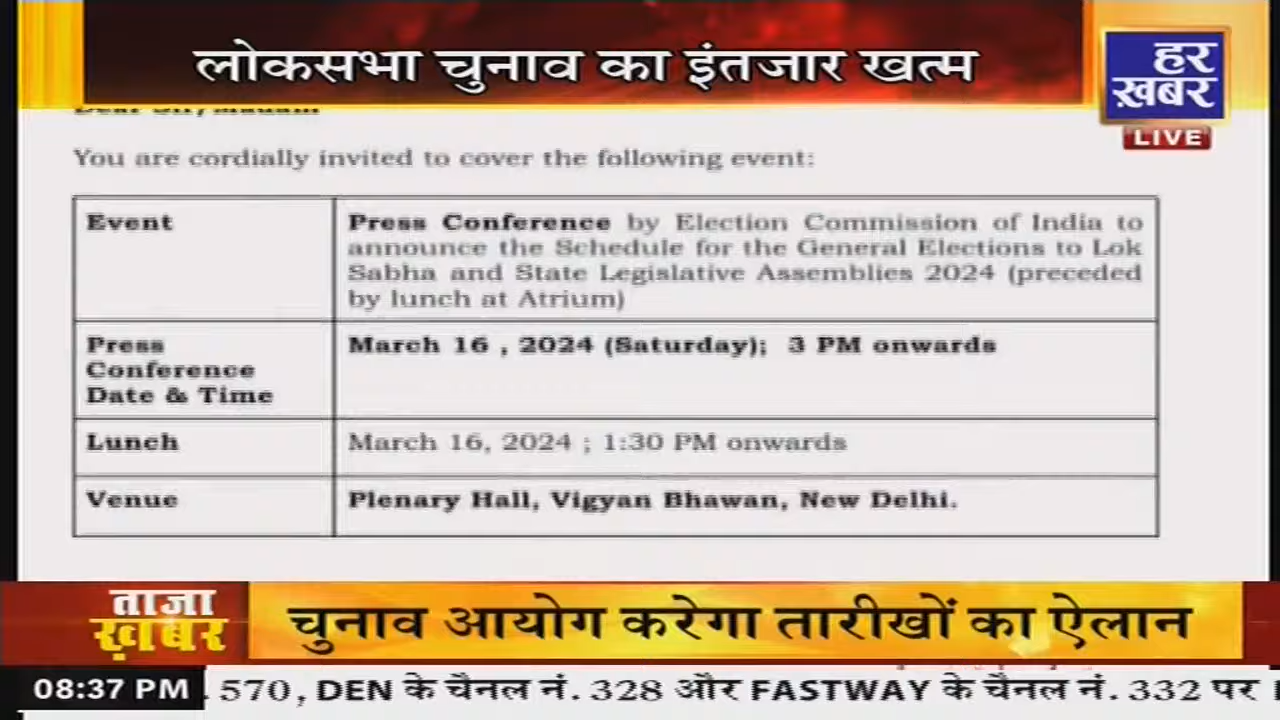 लोकसभा चुनाव का इंतजार खत्म
हर
ख़बर
LIVE
Dear Sir/Madam
You are cordially invited to cover the following event:
Event
Press Conference by Election Commission of India to
announce the Schedule for the General Elections to Lok
Sabha and State Legislative Assemblies 2024 (preceded
by lunch at Atrium)
Press
Conference
Date & Time
March 16 , 2024 (Saturday); 3 PM onwards
Lunch
March 16, 2024 ; 1:30 PM onwards
Venue
Plenary Hall, Vigyan Bhawan, New Delhi.
ताजा
ख़बर
चुनाव आयोग करेगा तारीखों का ऐलान
08:37 PM
. 570, DEN के चैनल नं. 328 और FASTWAY के चैनल नं. 332 पर